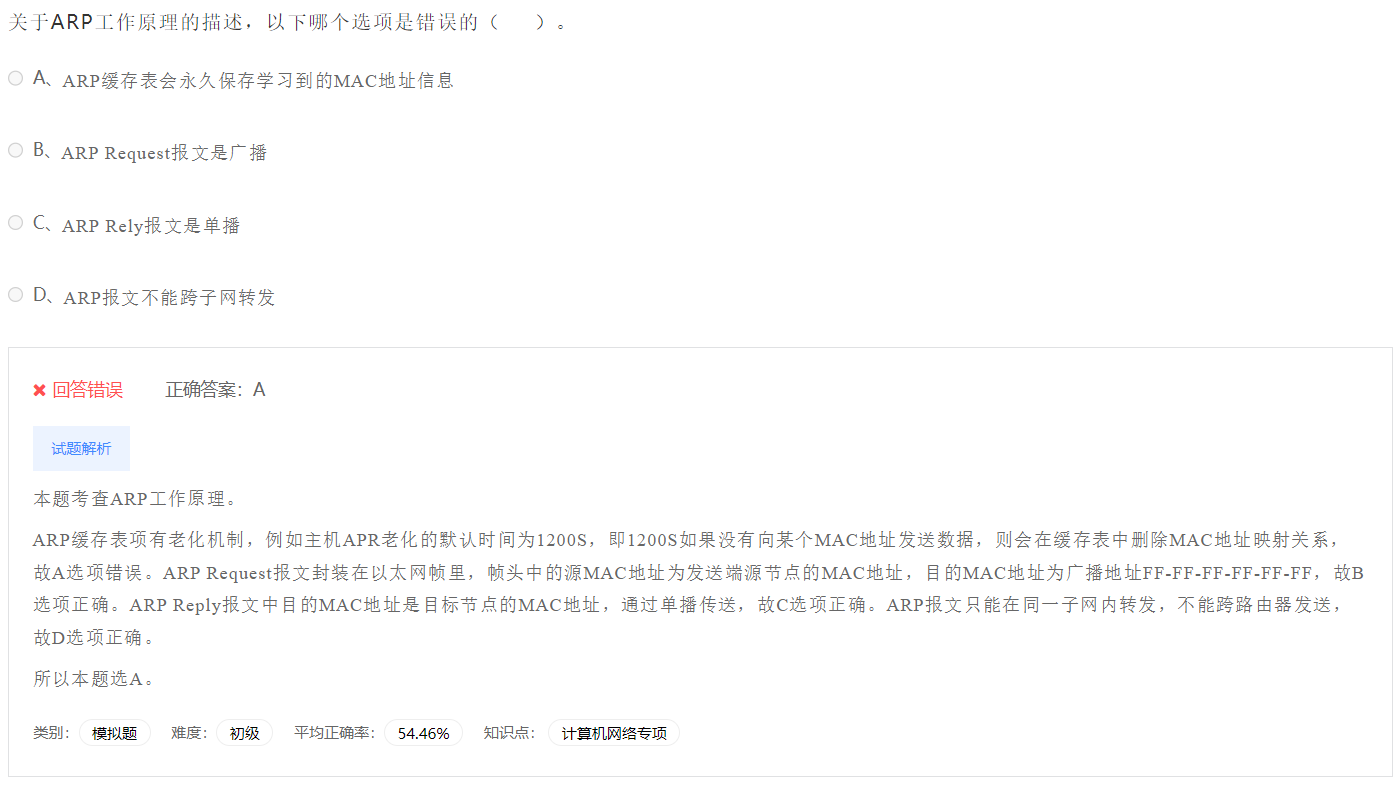 关于ARP工作原理的描述，以下哪个选项是错误的（　　）。
A、ARP缓存表会永久保存学习到的MAC地址信息
B、ARP Request报文是广播
C、ARP Rely报文是单播
D、ARP报文不能跨子网转发
回答错误 正确答案：A
试题解析
本题考查ARP工作原理。
ARP缓存表项有老化机制，例如主机APR老化的默认时间为1200S，即1200S如果没有向某个MAC地址发送数据，则会在缓存表中删除MAC地址映射关系，
故A选项错误。ARP Request报文封装在以太网帧里，帧头中的源MAC地址为发送端源节点的MAC地址，目的MAC地址为广播地址FF-FF-FF-FF-FF-FF，故B
选项正确。ARP Reply报文中目的MAC地址是目标节点的MAC地址，通过单播传送，故C选项正确。ARP报文只能在同一子网内转发，不能跨路由器发送，
故D选项正确。
所以本题选A。
类别： 模拟题 难度： 初级 平均正确率： 54.46% 知识点： 计算机网络专项